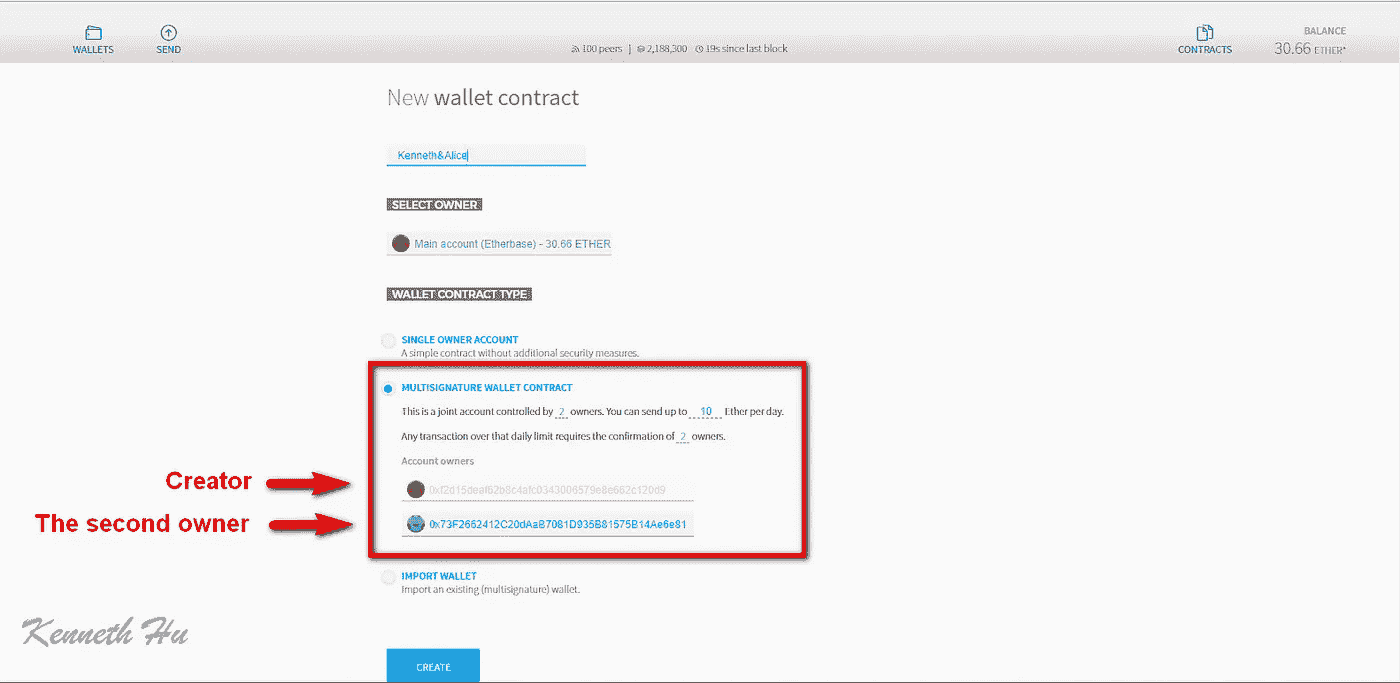 WALLETS
SEND
100 peers | 2,188,300 19s since last block
CONTRACTS
BALANCE
30.66 ETHER*
New wallet contract
Kenneth&Alice
SELECT OWNER
Main account (Etherbase) - 30.66 ETHER
WALLET CONTRACT TYPE
SINGLE OWNER ACCOUNT
A simple contract without additional security measures.
MULTISIGNATURE WALLET CONTRACT
This is a joint account controlled by 2 owners. You can send up to 10 Ether per day.
Any transaction over that daily limit requires the confirmation of 2 owners.
Account owners
Creator
0xf2d15deaf62b8c4afc0343006579e8e662c120d9
The second owner
0x73F2662412C20dAaB7081D935B81575B14Ae6e81
IMPORT WALLET
Import an existing (multisignature) wallet.
Kenneth Hu
CREATE